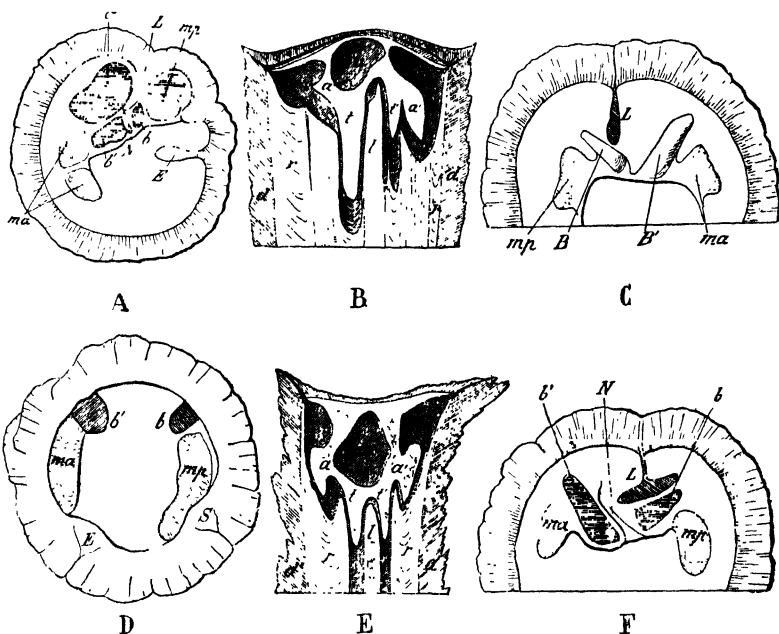 c L mp
b' A b
E
ma
a t l t a'
d r r d
L
mp B B' ma
A B C
b' b
ma mp
E S
a t a'
l
d r r d
b' N b
L
ma mp
D E F